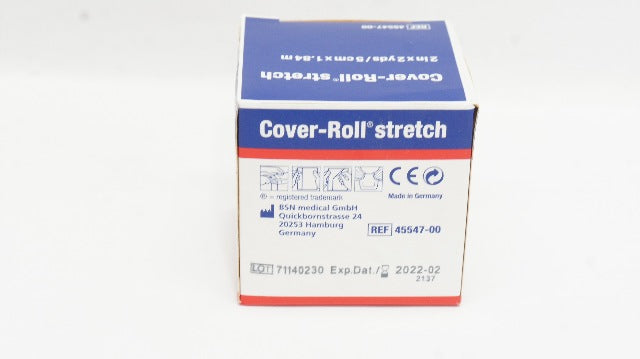 REF 45547-00
2in x 2yds/5cm x 1.84m
Cover-Roll® stretch
Cover-Roll® stretch
CE
® = registered trademark
Made in Germany
BSN medical GmbH
Quickbornstrasse 24
20253 Hamburg
Germany
REF 45547-00
LOT 71140230 Exp.Dat./ 2022-02
2137